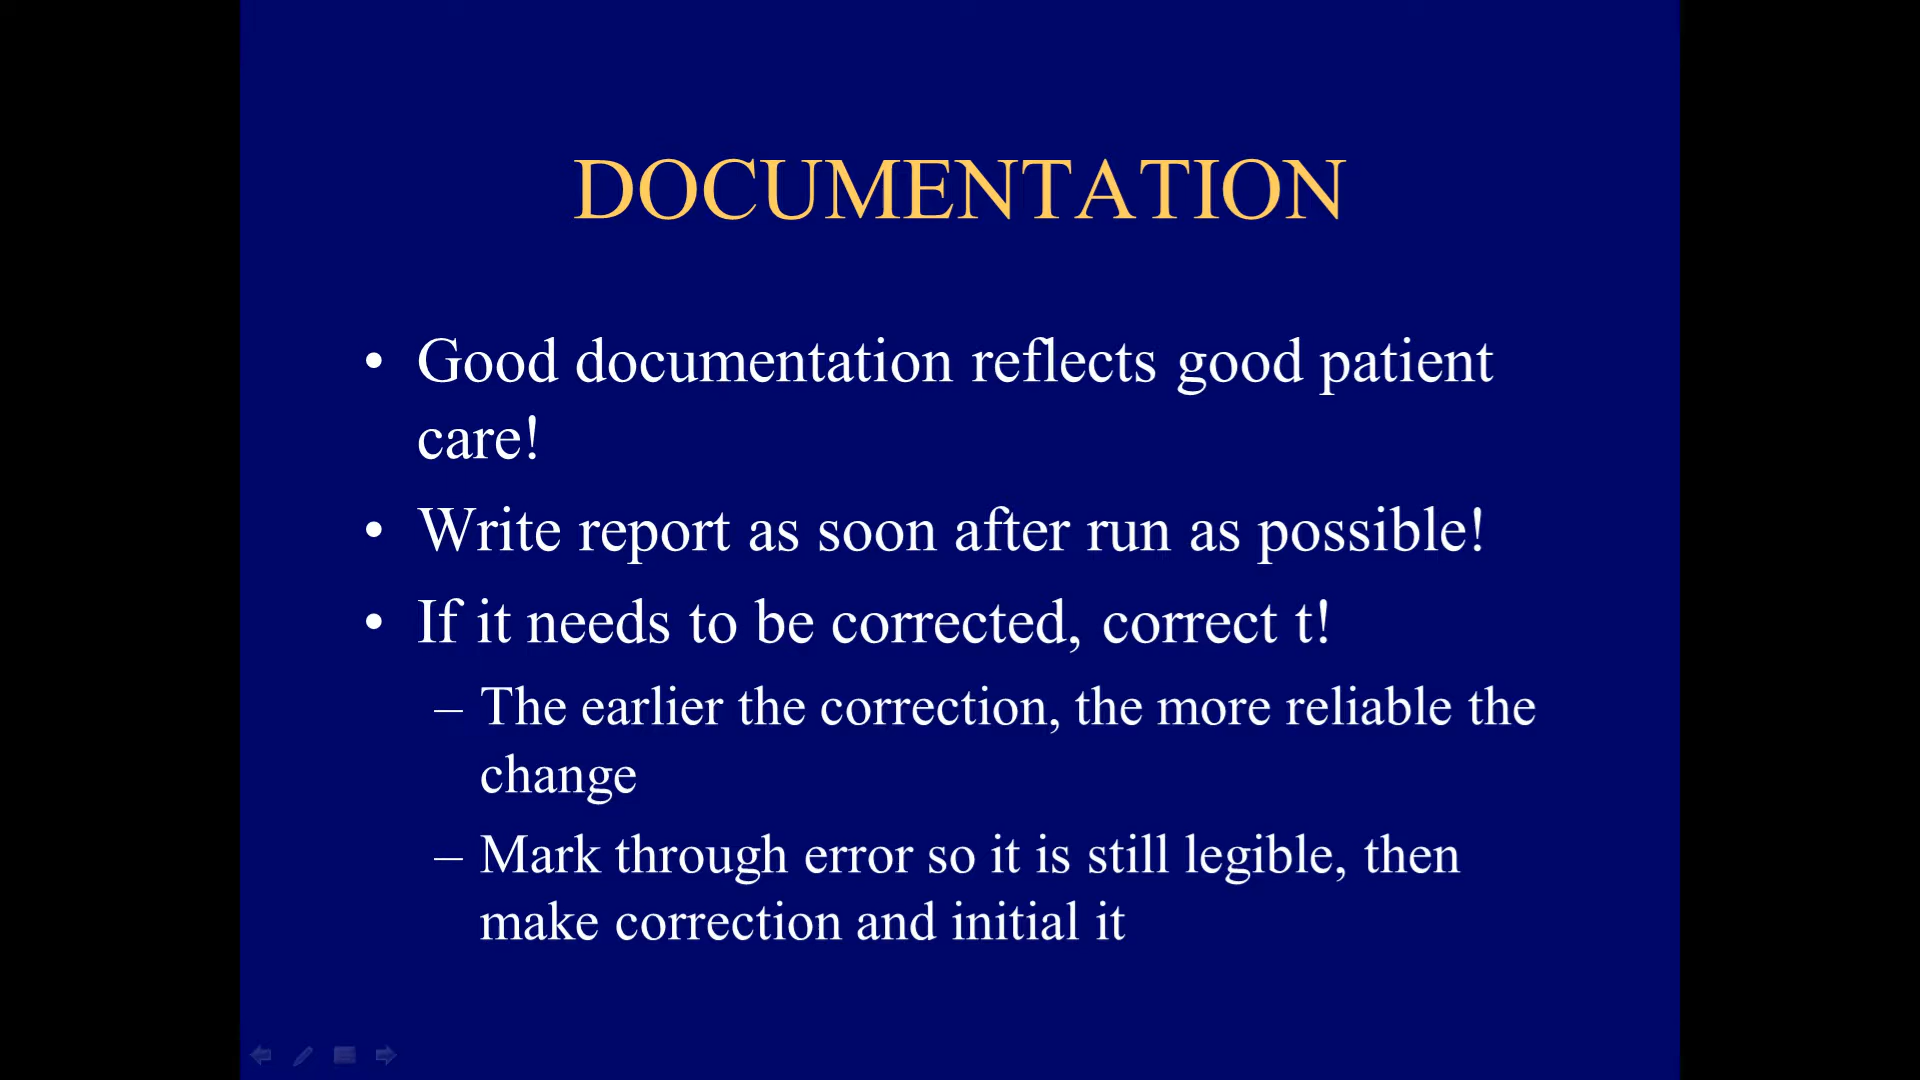 DOCUMENTATION
• Good documentation reflects good patient
care!
• Write report as soon after run as possible!
• If it needs to be corrected, correct t!
– The earlier the correction, the more reliable the
change
– Mark through error so it is still legible, then
make correction and initial it